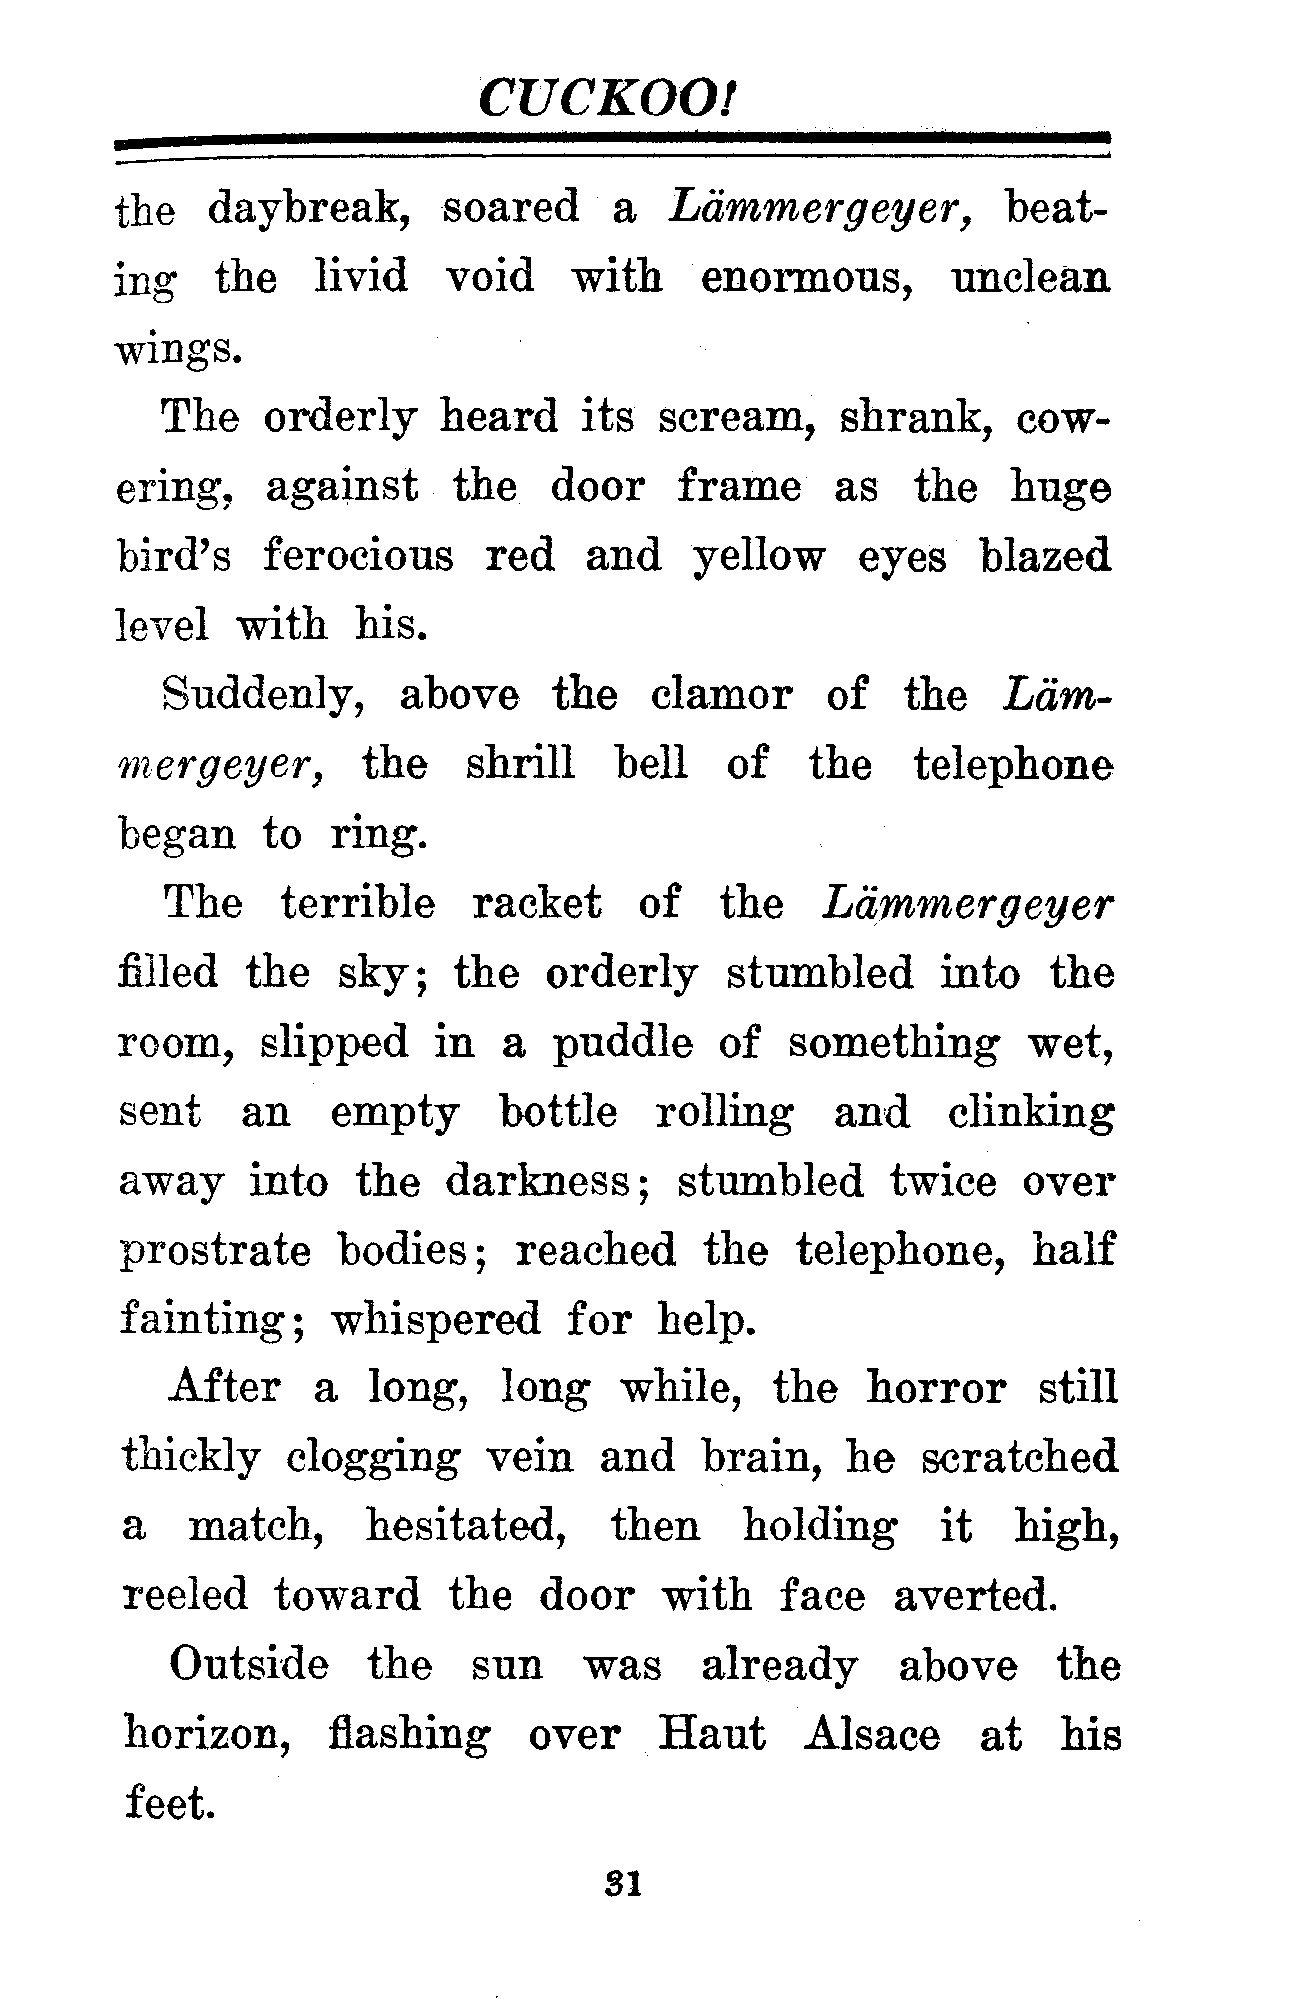 CUCKOO!
the daybreak, soared a Lämmergeyer, beat-
ing the livid void with enormous, unclean
wings.
The orderly heard its scream, shrank, cow-
ering, against the door frame as the huge
bird's ferocious red and yellow eyes blazed
level with his.
Suddenly, above the clamor of the Läm-
mergeyer, the shrill bell of the telephone
began to ring.
The terrible racket of the Lämmergeyer
filled the sky; the orderly stumbled into the
room, slipped in a puddle of something wet,
sent an empty bottle rolling and clinking
away into the darkness; stumbled twice over
prostrate bodies; reached the telephone, half
fainting; whispered for help.
After a long, long while, the horror still
thickly clogging vein and brain, he scratched
a match, hesitated, then holding it high,
reeled toward the door with face averted.
Outside the sun was already above the
horizon, flashing over Haut Alsace at his
feet.
31